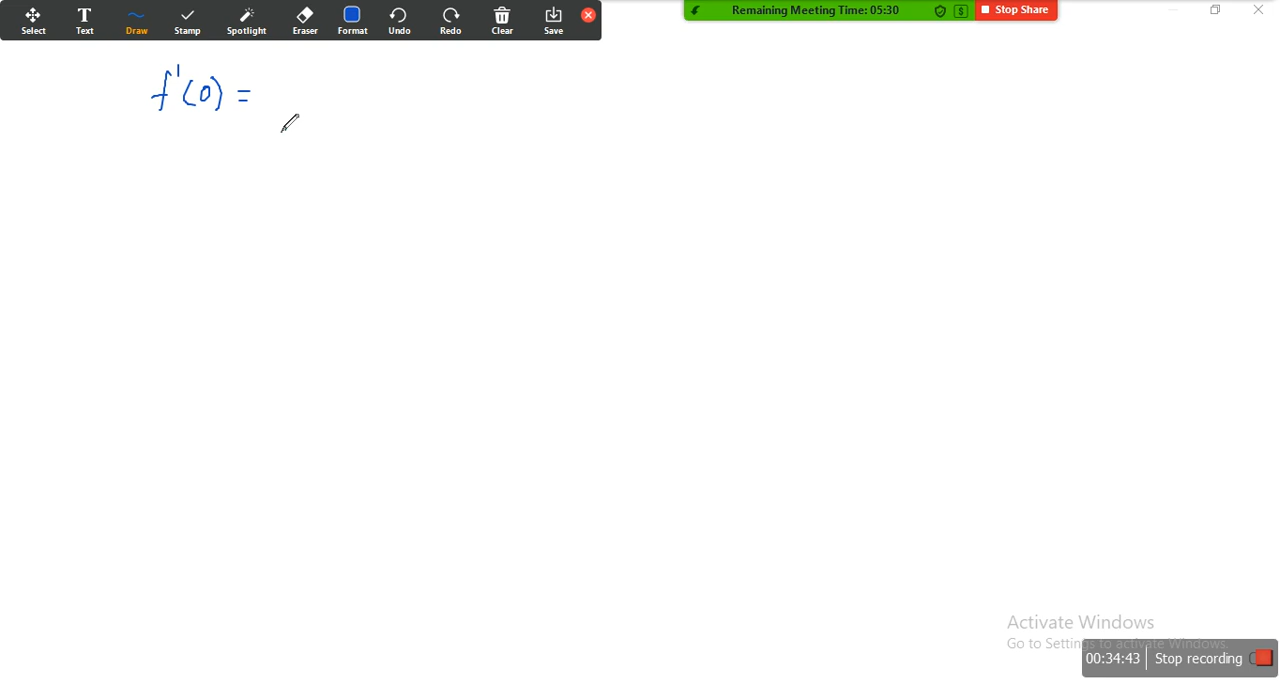 Remaining Meeting Time: 05:30 Stop Share
Select Text Draw Stamp Spotlight Eraser Format Undo Redo Clear Save
f'(0) =
Activate Windows
Go to Settings to activate Windows.
00:34:43 Stop recording